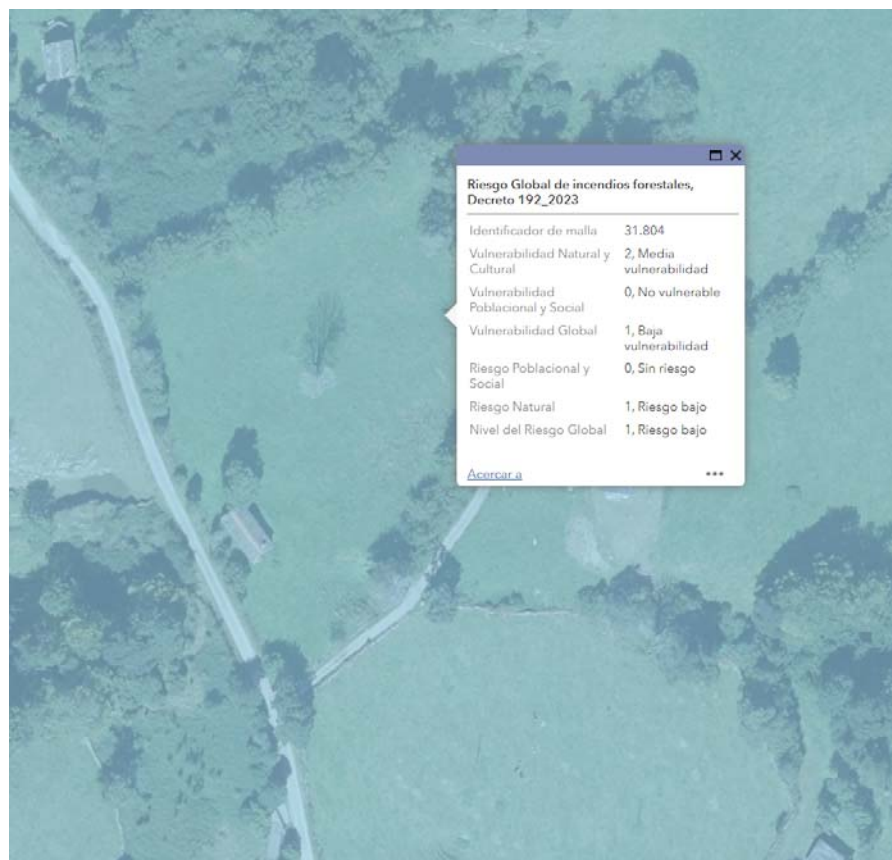 Riesgo Global de incendios forestales,
Decreto 192_2023
Identificador de malla 31.804
Vulnerabilidad Natural y 2, Media
Cultural vulnerabilidad
Vulnerabilidad 0, No vulnerable
Poblacional y Social
Vulnerabilidad Global 1, Baja
vulnerabilidad
Riesgo Poblacional y 0, Sin riesgo
Social
Riesgo Natural 1, Riesgo bajo
Nivel del Riesgo Global 1, Riesgo bajo
Acercar a